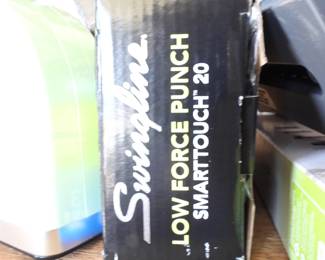 Swingline
LOW FORCE PUNCH
SMARTTOUCH™ 20